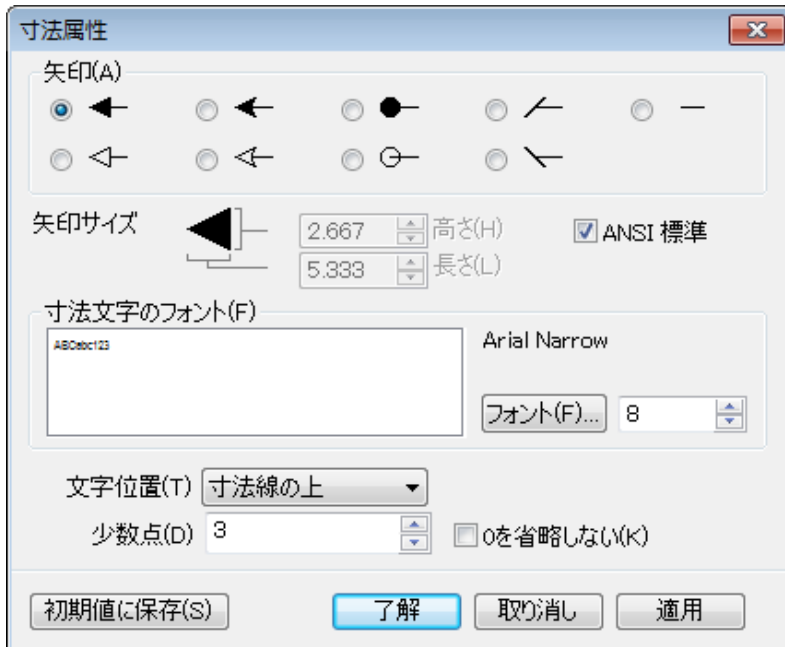 寸法属性
矢印(A)
矢印サイズ
2.667 高さ(H)
ANSI 標準
5.333 長さ(L)
寸法文字のフォント(F)
ABCabc123
Arial Narrow
フォント(F)... 8
文字位置(T) 寸法線の上
少数点(D) 3
0を省略しない(K)
初期値に保存(S) 了解 取り消し 適用